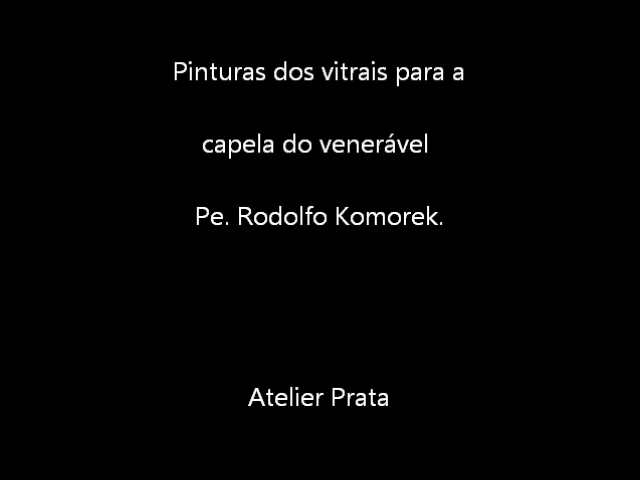 Pinturas dos vitrais para a
capela do venerável
Pe. Rodolfo Komorek.
Atelier Prata